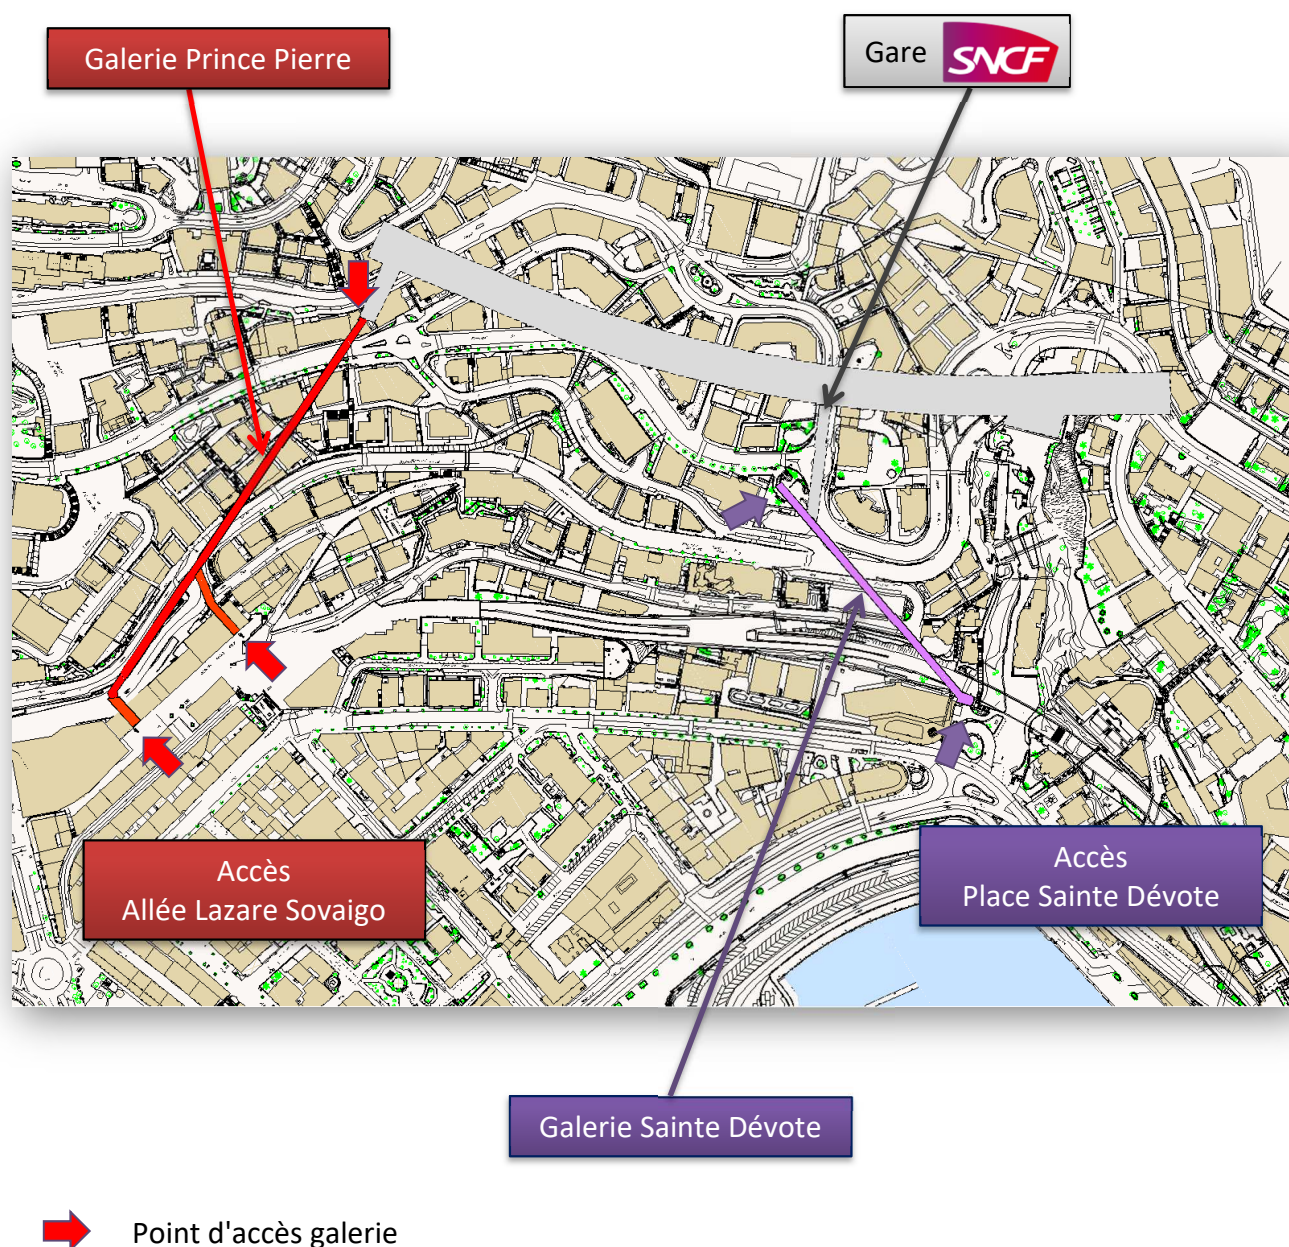 Galerie Prince Pierre
Gare SNCF
Accès
Allée Lazare Sovaigo
Accès
Place Sainte Dévote
Galerie Sainte Dévote
Point d'accès galerie